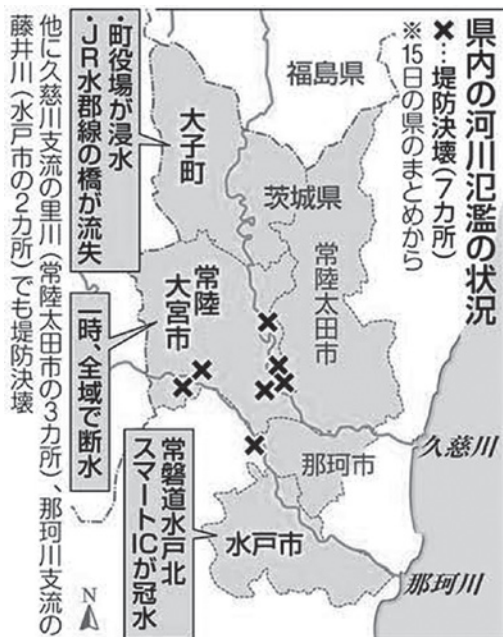 県内の河川氾濫の状況
✖…堤防決壊(7カ所)
※15日の県のまとめから
福島県
茨城県
大子町
・町役場が浸水
・JR水郡線の橋が流失
常陸太田市
常陸
大宮市
一時、全域で断水
那珂市
久慈川
水戸市
常磐道水戸北
スマートICが冠水
那珂川
他に久慈川支流の里川(常陸太田市の3カ所)、那珂川支流の
藤井川(水戸市の2カ所)でも堤防決壊
N